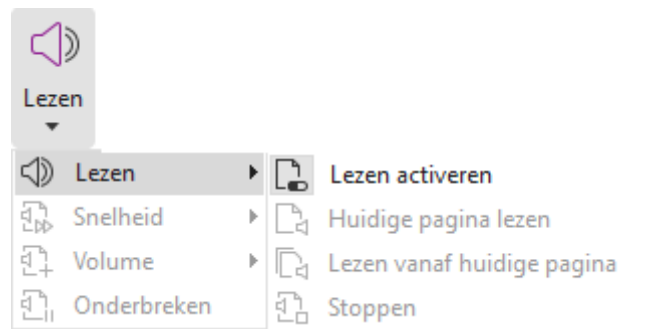 Lezen
Lezen
Lezen activeren
Snelheid
Huidige pagina lezen
Volume
Lezen vanaf huidige pagina
Onderbreken
Stoppen